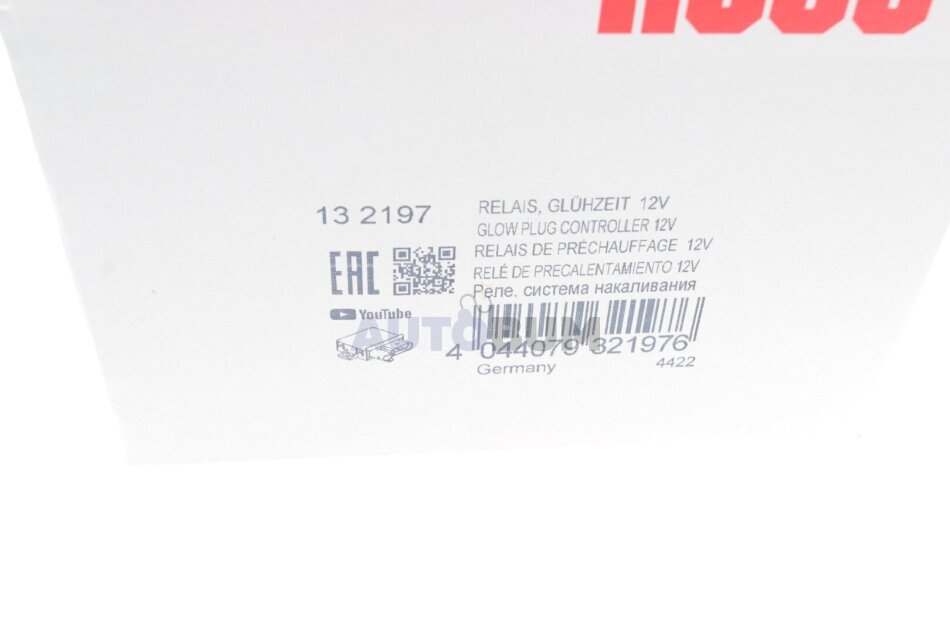 13 2197
RELAIS, GLÜHZEIT 12V
GLOW PLUG CONTROLLER 12V
RELAIS DE PRÉCHAUFFAGE 12V
RELÉ DE PRECALENTAMIENTO 12V
Реле. система накаливания
EAC
YouTube
AUTOBUM
4 044079 321976
Germany
4422